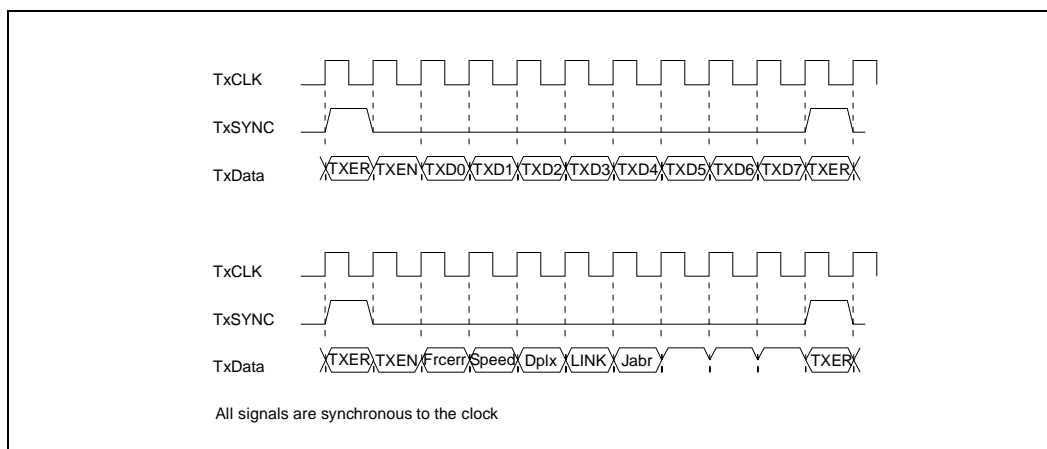 TxCLK
TxSYNC
TxData TXER TXEN TXD0 TXD1 TXD2 TXD3 TXD4 TXD5 TXD6 TXD7 TXER
TxCLK
TxSYNC
TxData TXER TXEN Frcerr Speed Dplx LINK Jabr TXER
All signals are synchronous to the clock